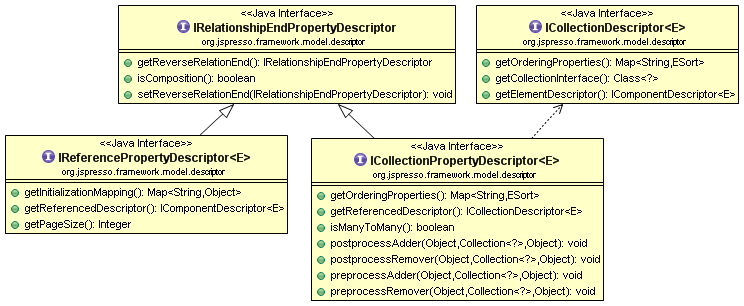 <<Java Interface>>
IRelationshipEndPropertyDescriptor
org.jspresso.framework.model.descriptor
getReverseRelationEnd(): IRelationshipEndPropertyDescriptor
isComposition(): boolean
setReverseRelationEnd(IRelationshipEndPropertyDescriptor): void
<<Java Interface>>
ICollectionDescriptor<E>
org.jspresso.framework.model.descriptor
getOrderingProperties(): Map<String,ESort>
getCollectionInterface(): Class<?>
getElementDescriptor(): IComponentDescriptor<E>
<<Java Interface>>
IReferencePropertyDescriptor<E>
org.jspresso.framework.model.descriptor
getInitializationMapping(): Map<String,Object>
getReferencedDescriptor(): IComponentDescriptor<E>
getPageSize(): Integer
<<Java Interface>>
ICollectionPropertyDescriptor<E>
org.jspresso.framework.model.descriptor
getOrderingProperties(): Map<String,ESort>
getReferencedDescriptor(): ICollectionDescriptor<E>
isManyToMany(): boolean
postprocessAdder(Object,Collection<?>,Object): void
postprocessRemover(Object,Collection<?>,Object): void
preprocessAdder(Object,Collection<?>,Object): void
preprocessRemover(Object,Collection<?>,Object): void